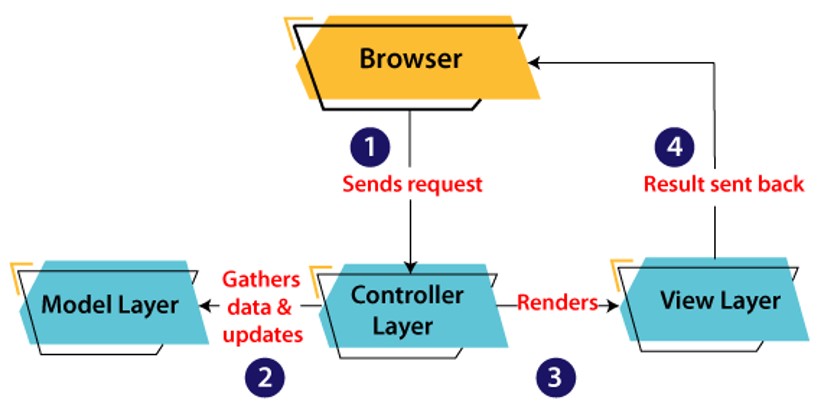 Browser
1
Sends request
4
Result sent back
Model Layer
Gathers
data &
updates
2
Controller
Layer
Renders
3
View Layer